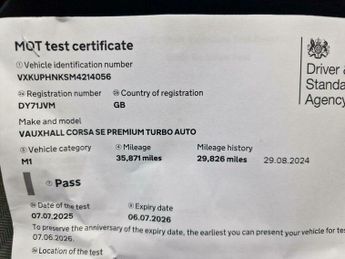 MOT test certificate
① Vehicle identification number
VXKUPHNKSM4214056
Registration number
Country of registration
DY71JVM
GB
Make and model
VAUXHALL CORSA SE PREMIUM TURBO AUTO
Vehicle category
④ Mileage
Mileage history
M1
35,871 miles
29,826 miles 29.08.2024
⑦ Pass
Date of the test
Expiry date
07.07.2025
06.07.2026
To preserve the anniversary of the expiry date, the earliest you can present your vehicle for test
07.06.2026.
Location of the test
Driver &
Standa
Agency